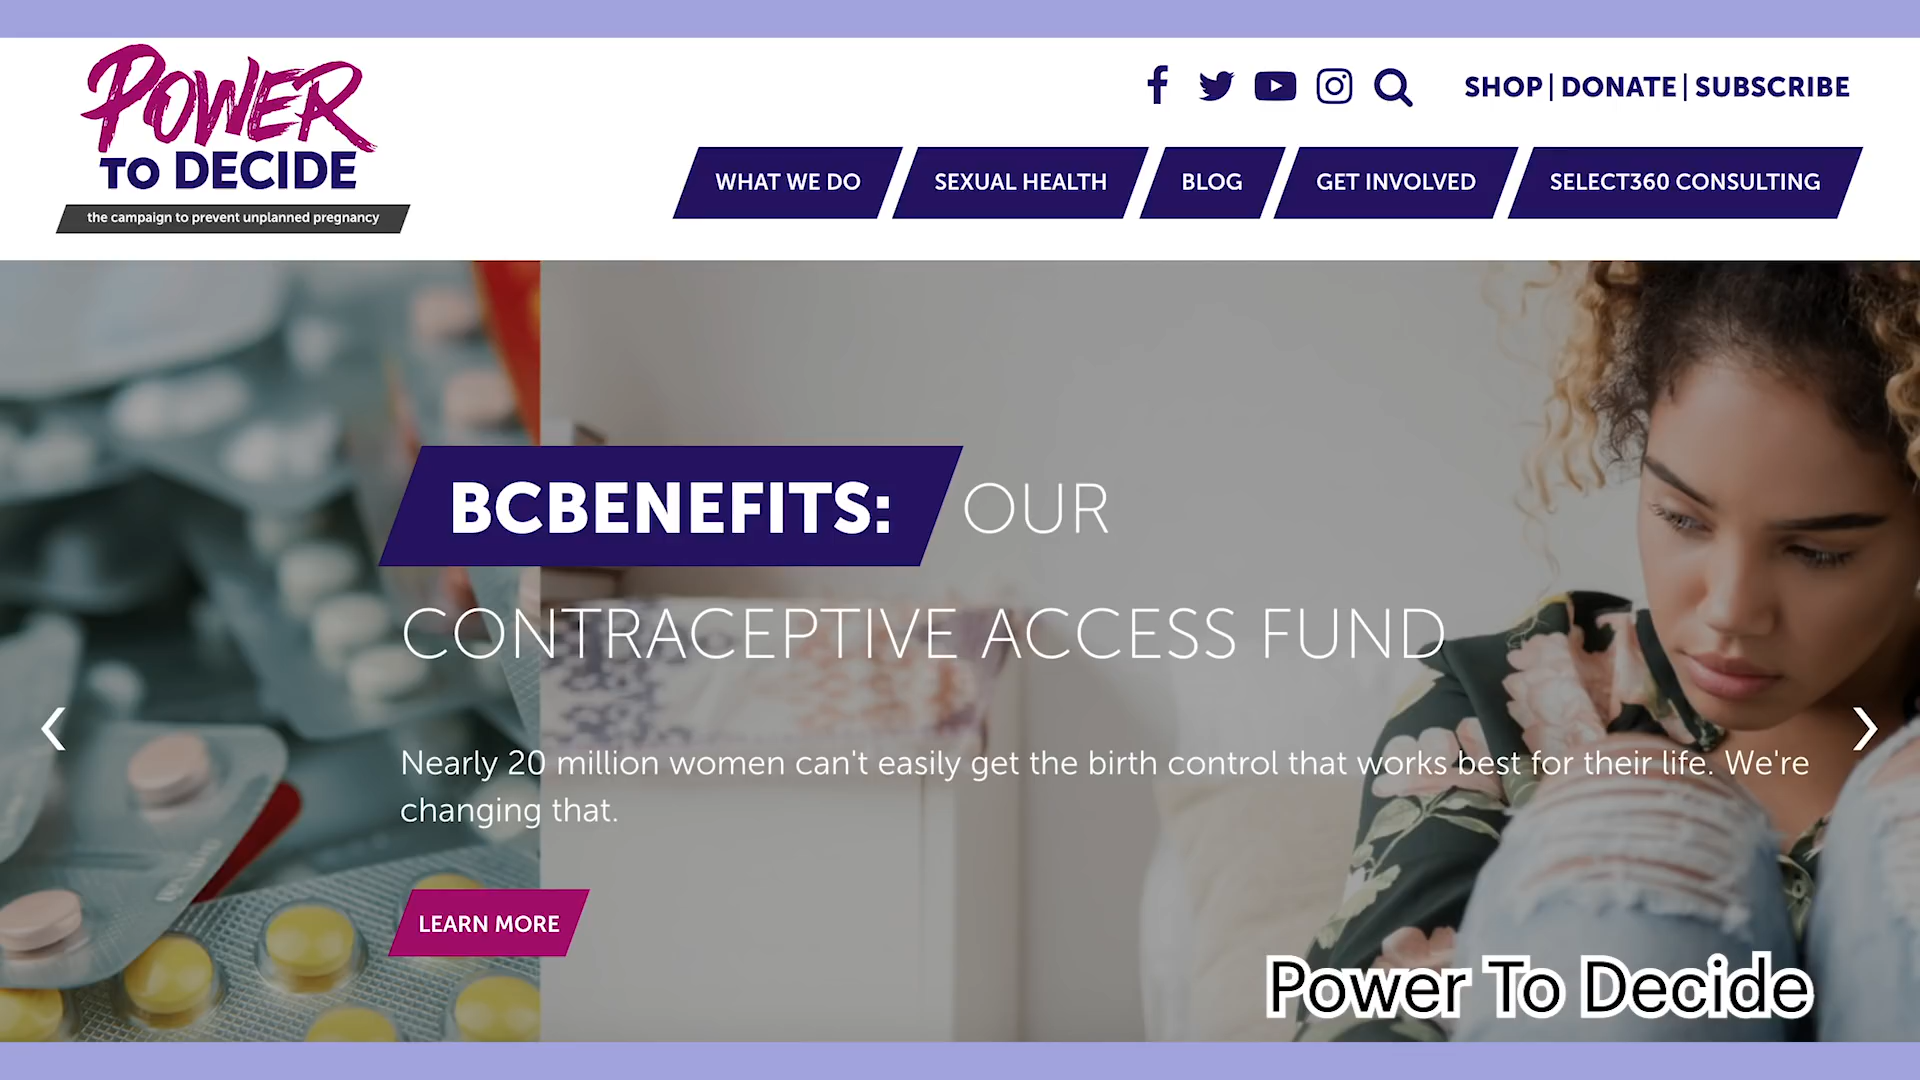 POWER
TO DECIDE
the campaign to prevent unplanned pregnancy
SHOP | DONATE | SUBSCRIBE
WHAT WE DO
SEXUAL HEALTH
BLOG
GET INVOLVED
SELECT360 CONSULTING
BCBENEFITS: OUR
CONTRACEPTIVE ACCESS FUND
Nearly 20 million women can't easily get the birth control that works best for their life. We're
changing that.
LEARN MORE
Power To Decide